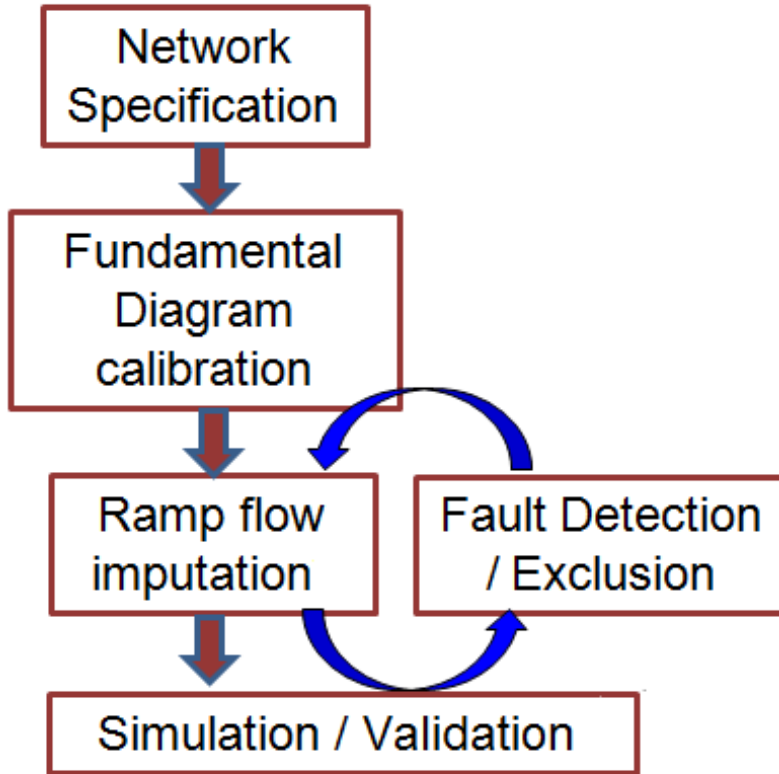 Network
Specification
Fundamental
Diagram
calibration
Ramp flow
imputation
Fault Detection
/ Exclusion
Simulation / Validation